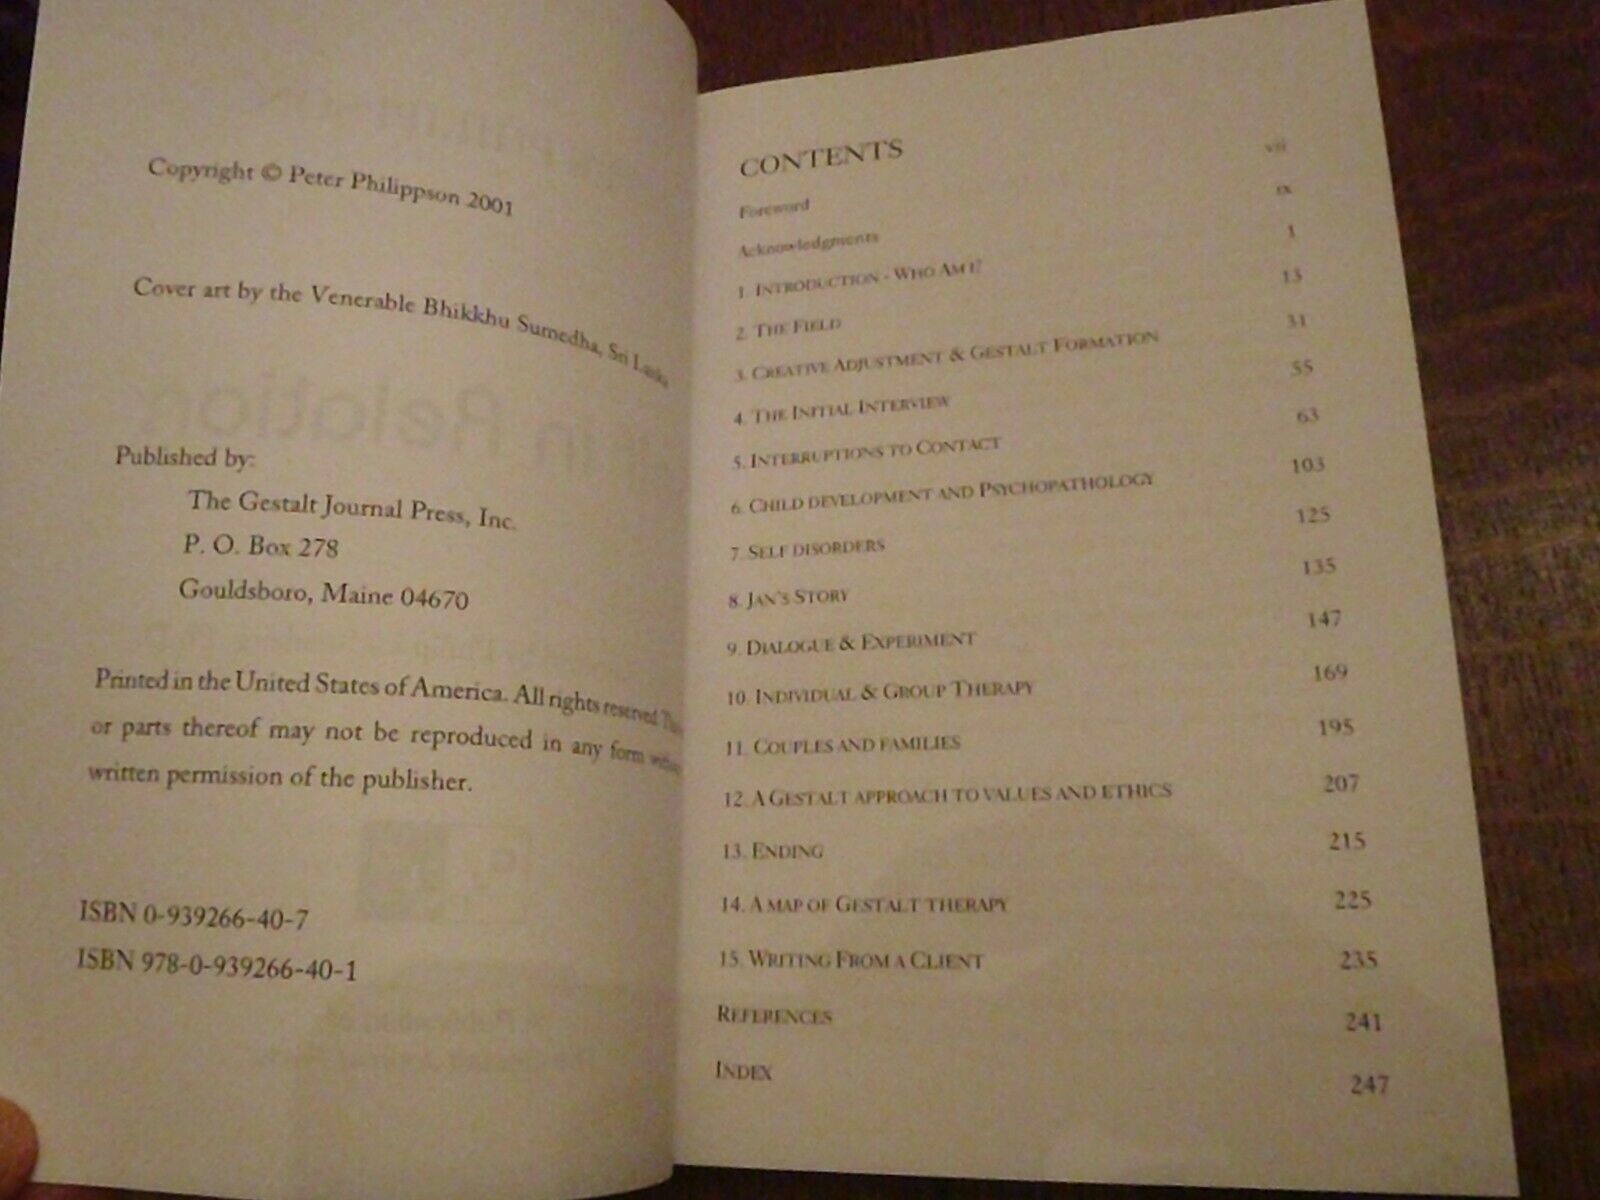 Copyright © Peter Philippson 2001
Cover art by the Venerable Bhikkhu Sumedha, Sri Lanka
Published by:
The Gestalt Journal Press, Inc.
P. O. Box 278
Gouldsboro, Maine 04670
Printed in the United States of America. All rights reserved
or parts thereof may not be reproduced in any form
written permission of the publisher.
ISBN 0-939266-40-7
ISBN 978-0-939266-40-1
CONTENTS
Foreword vii
Acknowledgments ix
1. INTRODUCTION - WHO AM I? 1
2. THE FIELD 13
3. CREATIVE ADJUSTMENT & GESTALT FORMATION 31
4. THE INITIAL INTERVIEW 55
5. INTERRUPTIONS TO CONTACT 63
6. CHILD DEVELOPMENT AND PSYCHOPATHOLOGY 103
7. SELF DISORDERS 125
8. JAN'S STORY 135
9. DIALOGUE & EXPERIMENT 147
10. INDIVIDUAL & GROUP THERAPY 169
11. COUPLES AND FAMILIES 195
12. A GESTALT APPROACH TO VALUES AND ETHICS 207
13. ENDING 215
14. A MAP OF GESTALT THERAPY 225
15. WRITING FROM A CLIENT 235
REFERENCES 241
INDEX 247